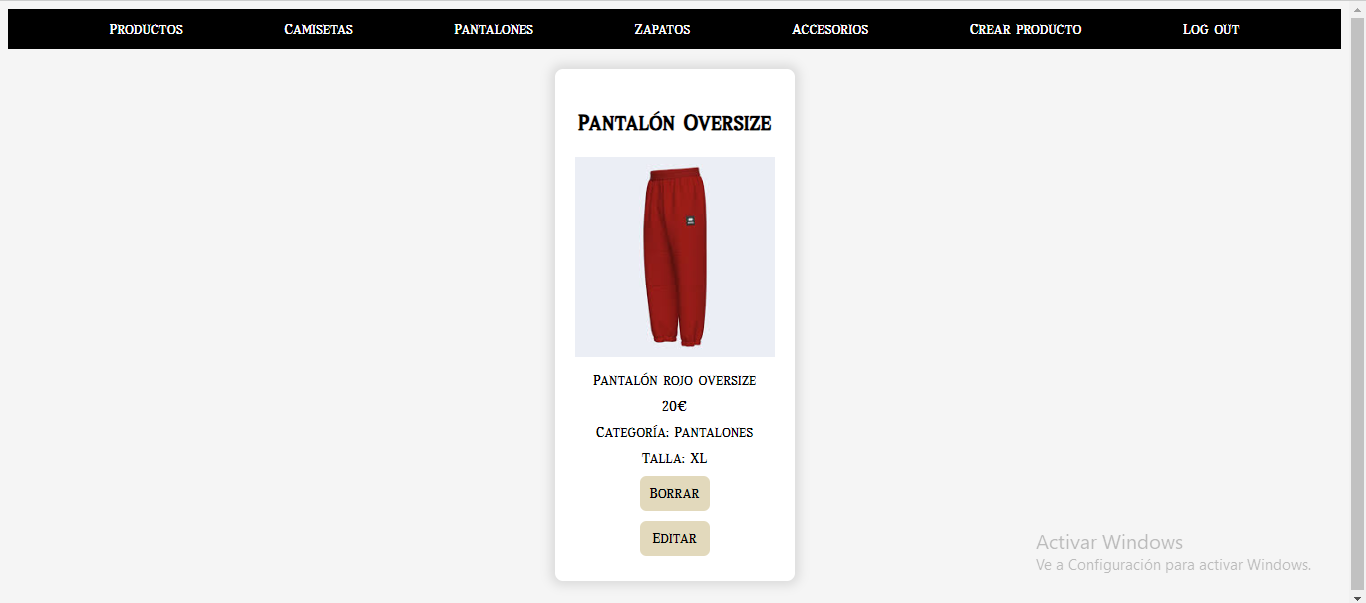 Productos Camisetas Pantalones Zapatos Accesorios Crear producto Log out
Pantalón Oversize
Pantalón rojo oversize
20€
Categoría: Pantalones
Talla: XL
Borrar
Editar
Activar Windows
Ve a Configuración para activar Windows.